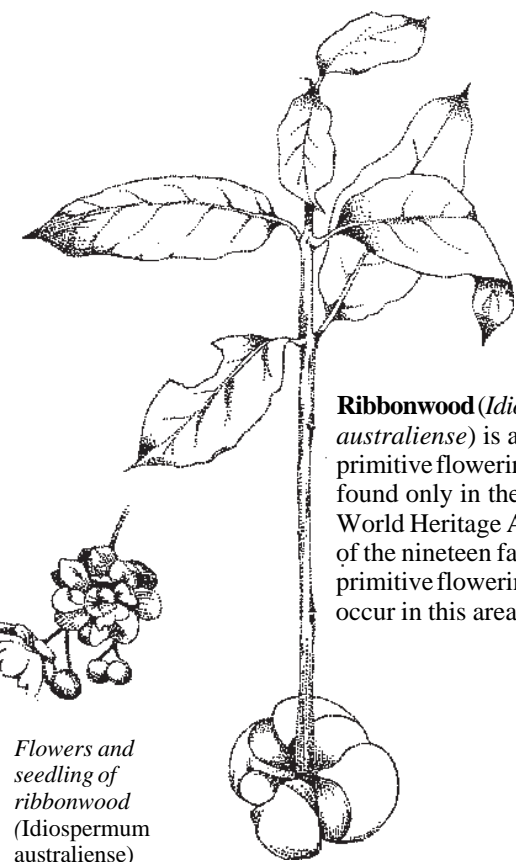 Ribbonwood (Idio
australiense) is a
primitive flowerin
found only in the
World Heritage A
of the nineteen fa
primitive flowerin
occur in this area
Flowers and
seedling of
ribbonwood
(Idiospermum
australiense)